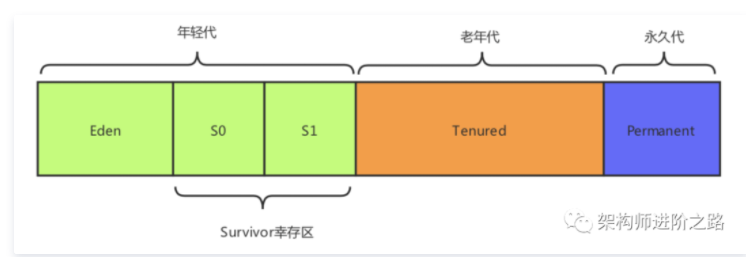 年轻代
老年代
永久代
Eden
S0
S1
Tenured
Permanent
Survivor幸存区
架构师进阶之路